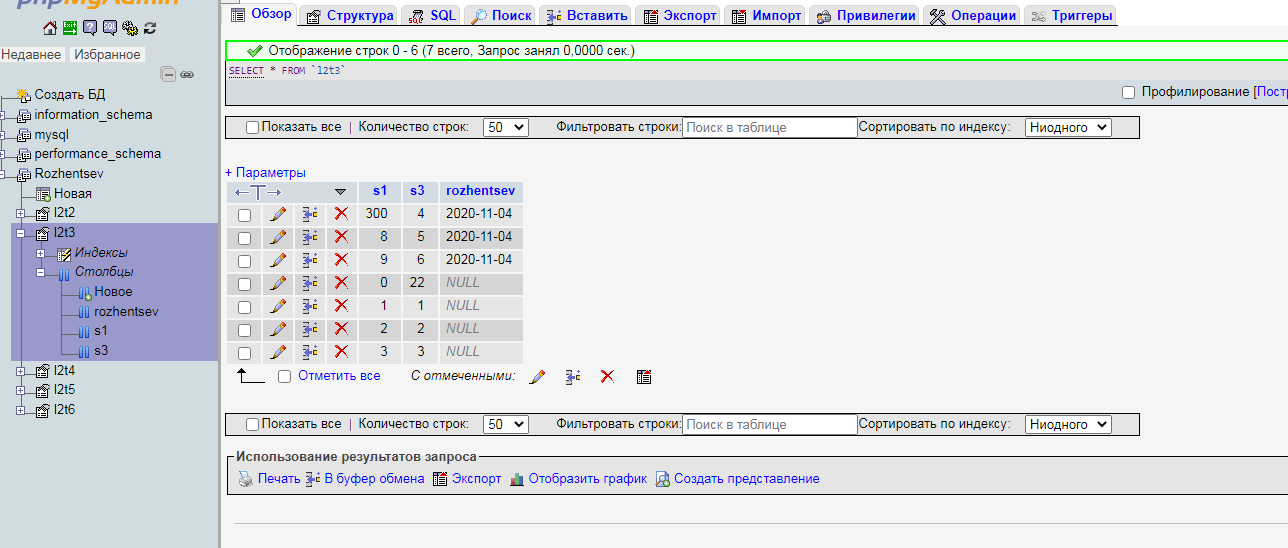 phpMyAdmin
Недавнее Избранное
Создать БД
information_schema
mysql
performance_schema
Rozhentsev
Новая
l2t2
l2t3
Индексы
Столбцы
Новое
rozhentsev
s1
s3
l2t4
l2t5
l2t6
Обзор Структура SQL Поиск Вставить Экспорт Импорт Привилегии Операции Триггеры
Отображение строк 0 - 6 (7 всего, Запрос занял 0,0000 сек.)
SELECT * FROM `l2t3`
Профилирование [Постр
Показать все | Количество строк: 50 Фильтровать строки: Поиск в таблице Сортировать по индексу: Ниодного
+ Параметры
←T→ s1 s3 rozhentsev
300 4 2020-11-04
8 5 2020-11-04
9 6 2020-11-04
0 22 NULL
1 1 NULL
2 2 NULL
3 3 NULL
Отметить все С отмеченными:
Показать все | Количество строк: 50 Фильтровать строки: Поиск в таблице Сортировать по индексу: Ниодного
Использование результатов запроса
Печать В буфер обмена Экспорт Отобразить график Создать представление